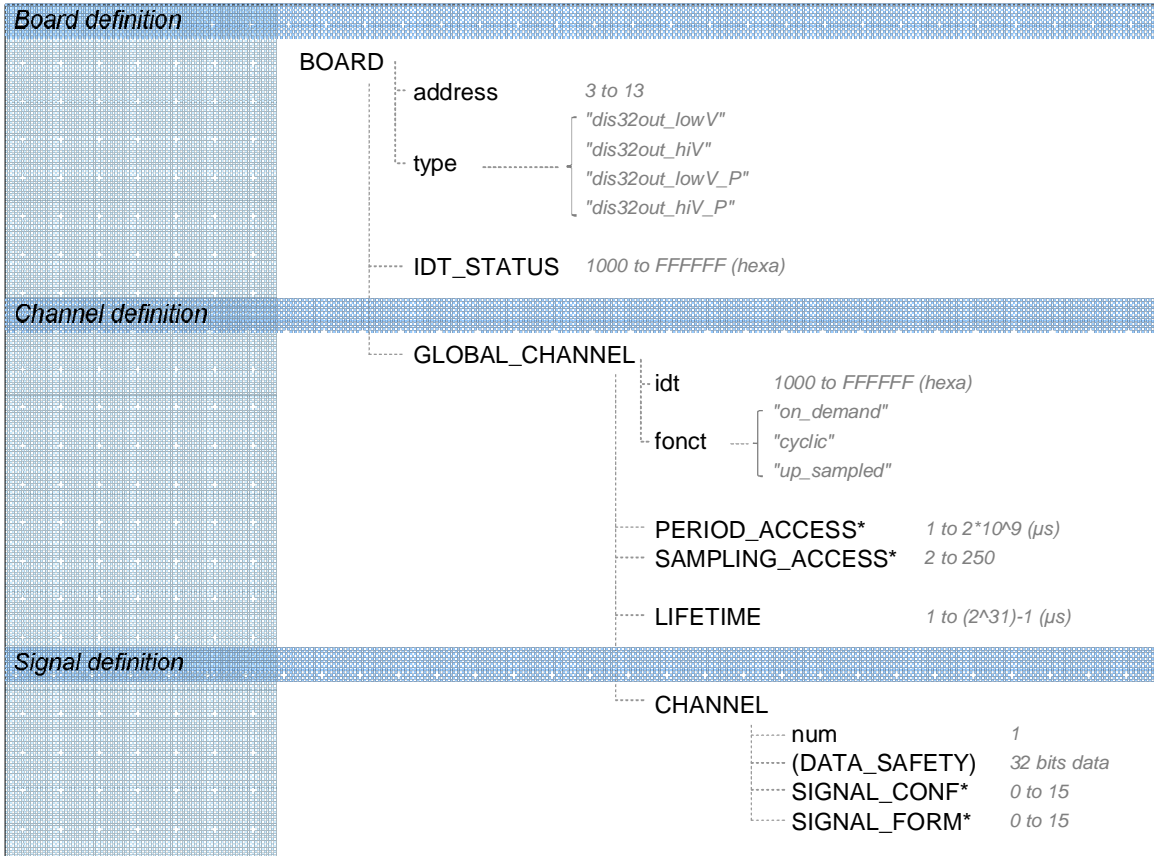 Board definition
BOARD
address 3 to 13
"dis32out_lowV"
"dis32out_hiV"
type
"dis32out_lowV_P"
"dis32out_hiV_P"
IDT_STATUS 1000 to FFFFFF (hexa)
Channel definition
GLOBAL_CHANNEL
idt 1000 to FFFFFF (hexa)
"on_demand"
fonct "cyclic"
"up_sampled"
PERIOD_ACCESS* 1 to 2*10^9 (µs)
SAMPLING_ACCESS* 2 to 250
LIFETIME 1 to (2^31)-1 (µs)
Signal definition
CHANNEL
num 1
(DATA_SAFETY) 32 bits data
SIGNAL_CONF* 0 to 15
SIGNAL_FORM* 0 to 15